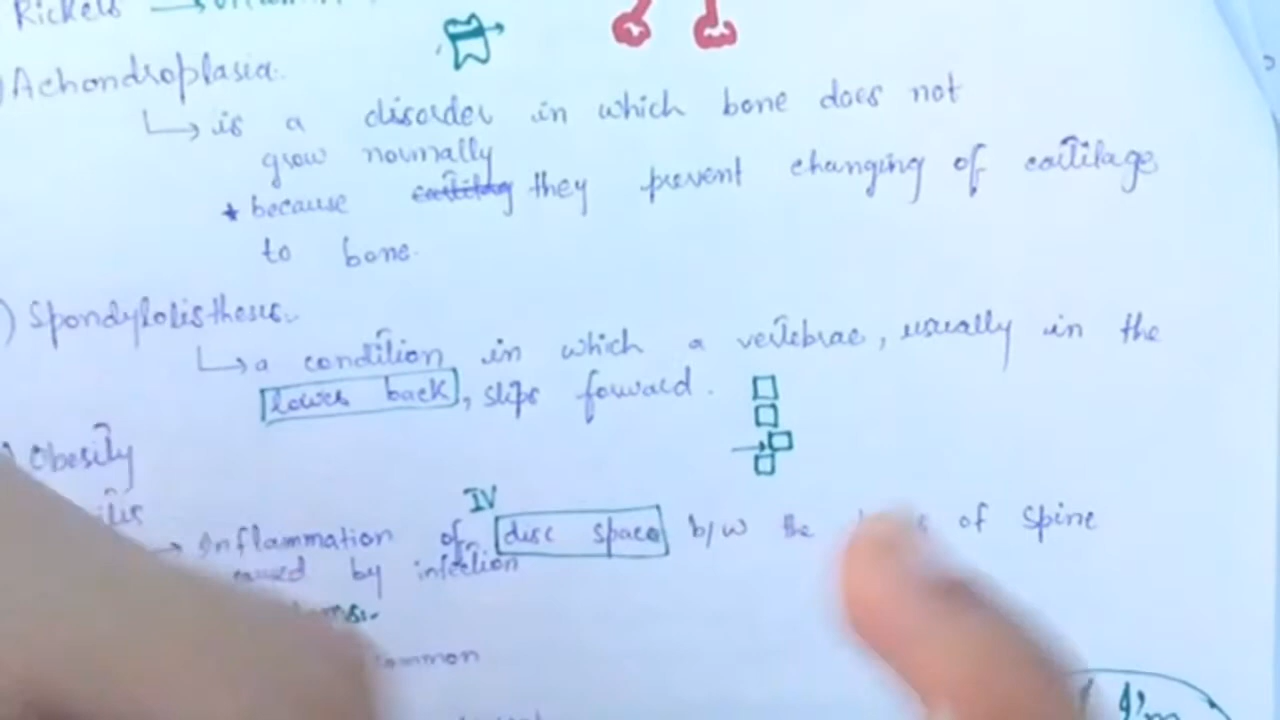 Rickets
Achondroplasia.
is a disorder in which bone does not
grow normally
* because they prevent changing of cartilage
to bone.
) Spondylolisthesis.
a condition in which a vertebrae, usually in the
lower back, slips forward.
Obesity
IV
Inflammation of disc space b/w the of spine
caused by infection
I'm